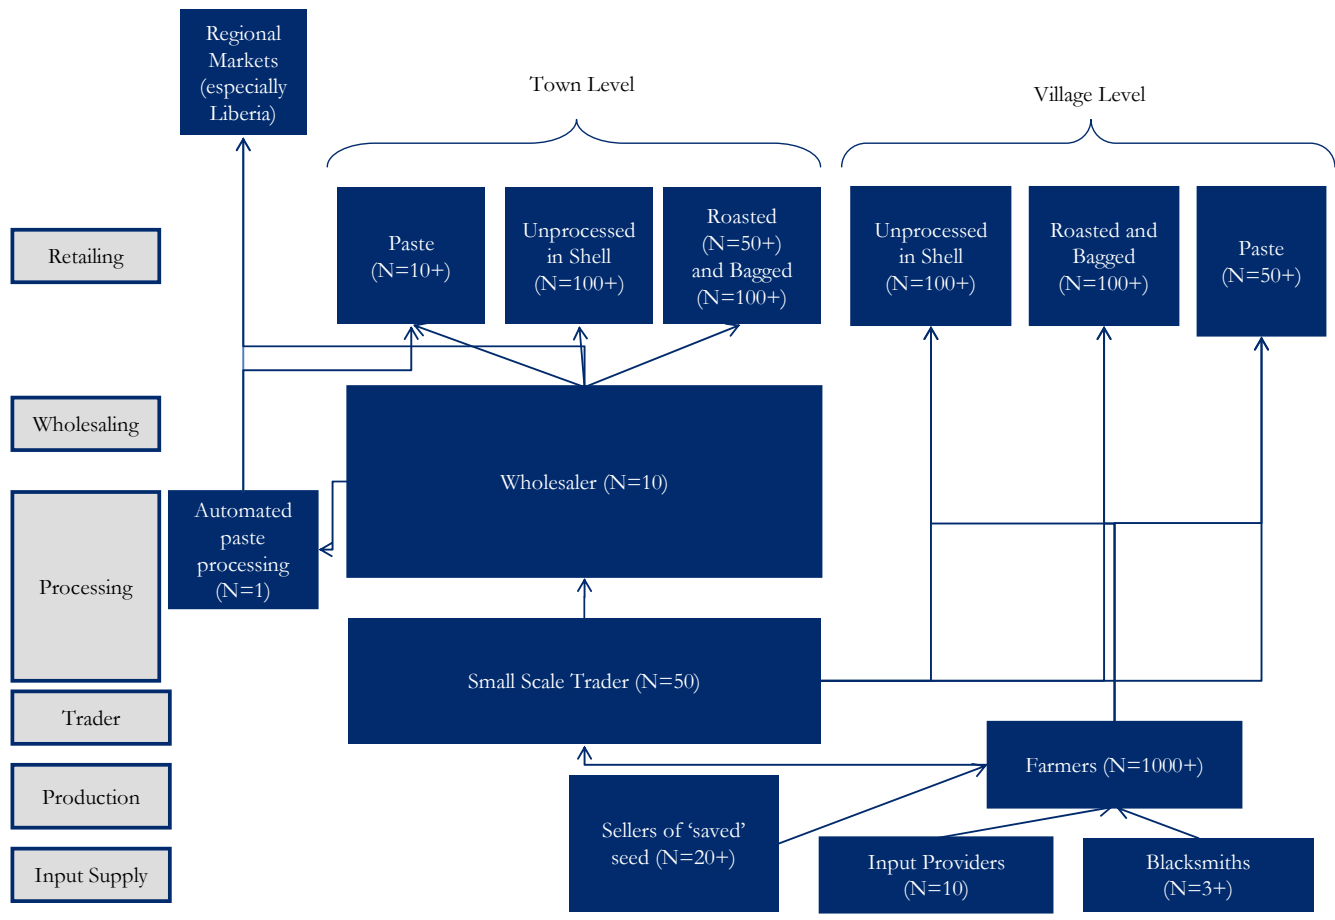 Regional
Markets
(especially
Liberia)
Town Level
Village Level
Retailing
Paste
(N=10+)
Unprocessed
in Shell
(N=100+)
Roasted
(N=50+)
and Bagged
(N=100+)
Unprocessed
in Shell
(N=100+)
Roasted and
Bagged
(N=100+)
Paste
(N=50+)
Wholesaling
Wholesaler (N=10)
Processing
Automated
paste
processing
(N=1)
Small Scale Trader (N=50)
Trader
Farmers (N=1000+)
Production
Sellers of ‘saved’
seed (N=20+)
Input Supply
Input Providers
(N=10)
Blacksmiths
(N=3+)